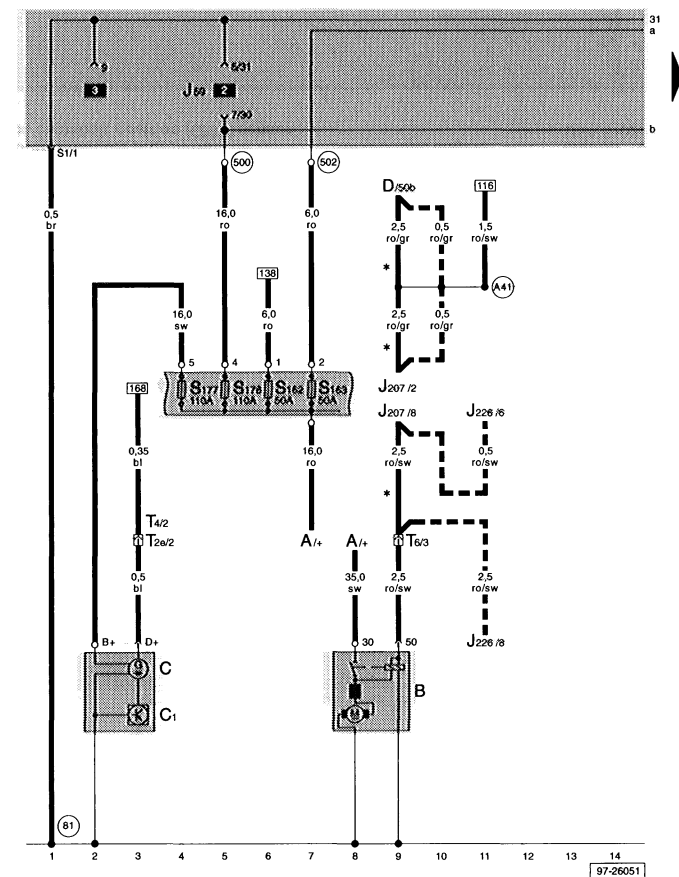 31
a
9 5/31
3 J59 2
7/30
b
S1/1 500 502
D/50b 116
0,5 16,0 6,0 2,5 0,5 1,5
br ro ro ro/gr ro/gr ro/sw
138 * A41
16,0 6,0 2,5 0,5
sw ro ro/gr ro/gr
*
5 4 1 2
168 S177 S176 S162 S163 J207/2
110A 110A 50A 50A
J207/8 J226/6
0,35 16,0 2,5 0,5
bl ro ro/sw ro/sw
*
T4/2
T2e/2 A/+ A/+ T6/3
0,5 35,0 2,5 2,5
bl sw ro/sw ro/sw
B+ D+ 30 50 J226/8
G C
K C1 M B
81
1 2 3 4 5 6 7 8 9 10 11 12 13 14
97-26051